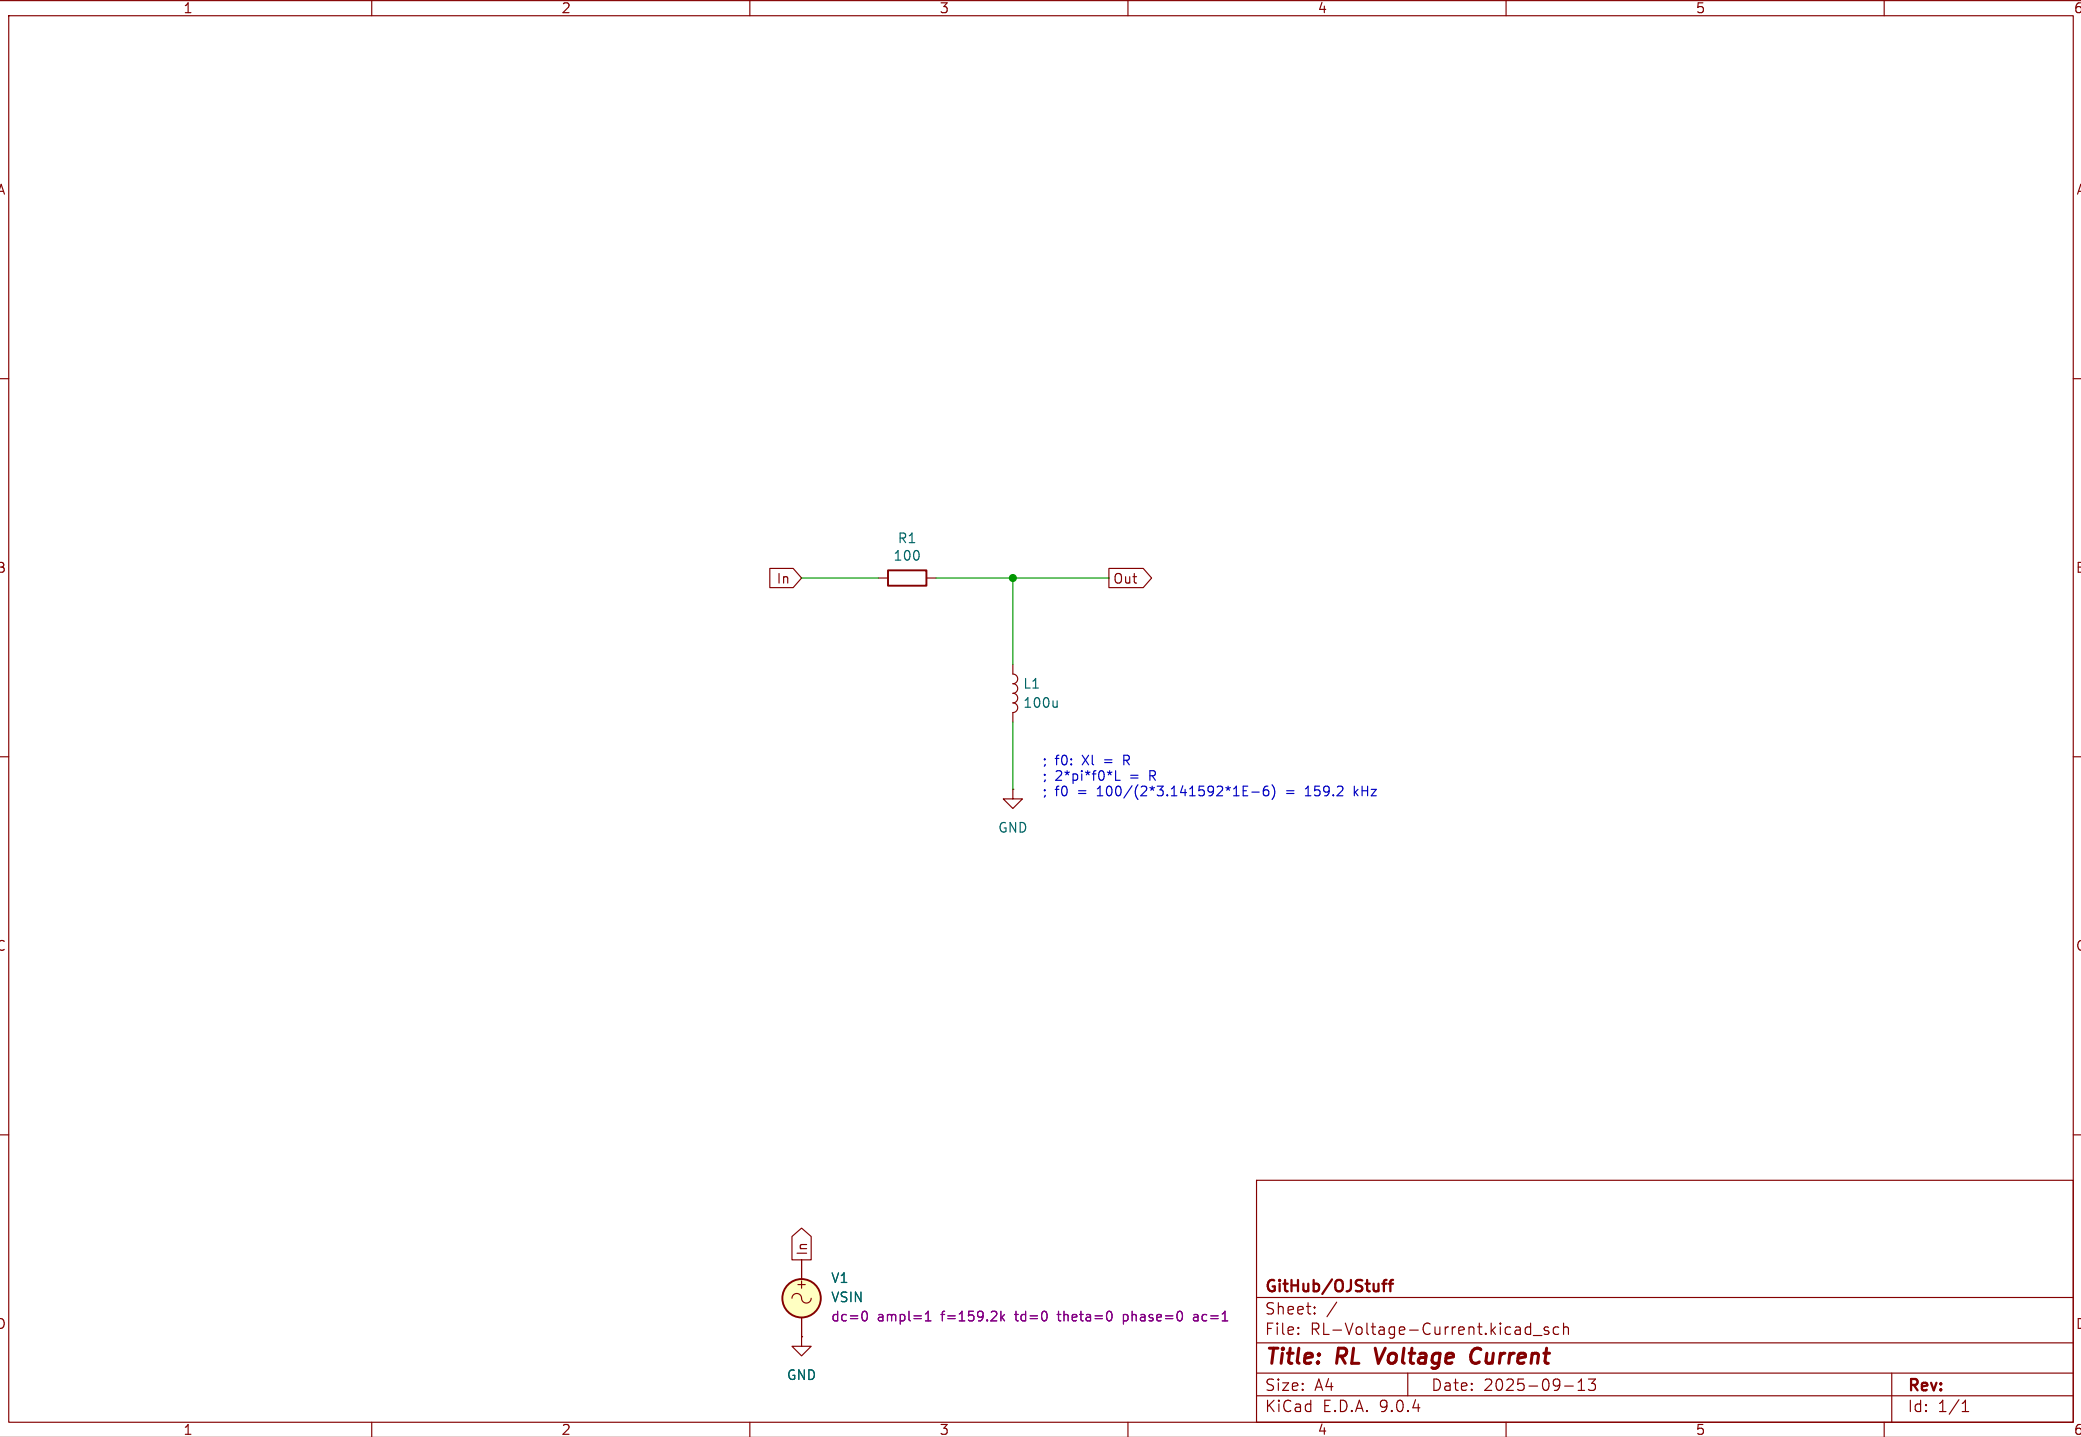 1 2 3 4 5 6
A A
B B
C C
D D
R1
100
In
Out
L1
100u
; f0: Xl = R
; 2*pi*f0*L = R
; f0 = 100/(2*3.141592*1E-6) = 159.2 kHz
GND
In
V1
VSIN
dc=0 ampl=1 f=159.2k td=0 theta=0 phase=0 ac=1
GND
GitHub/OJStuff
Sheet: /
File: RL-Voltage-Current.kicad_sch
Title: RL Voltage Current
Size: A4 Date: 2025-09-13 Rev:
KiCad E.D.A. 9.0.4 Id: 1/1
1 2 3 4 5 6